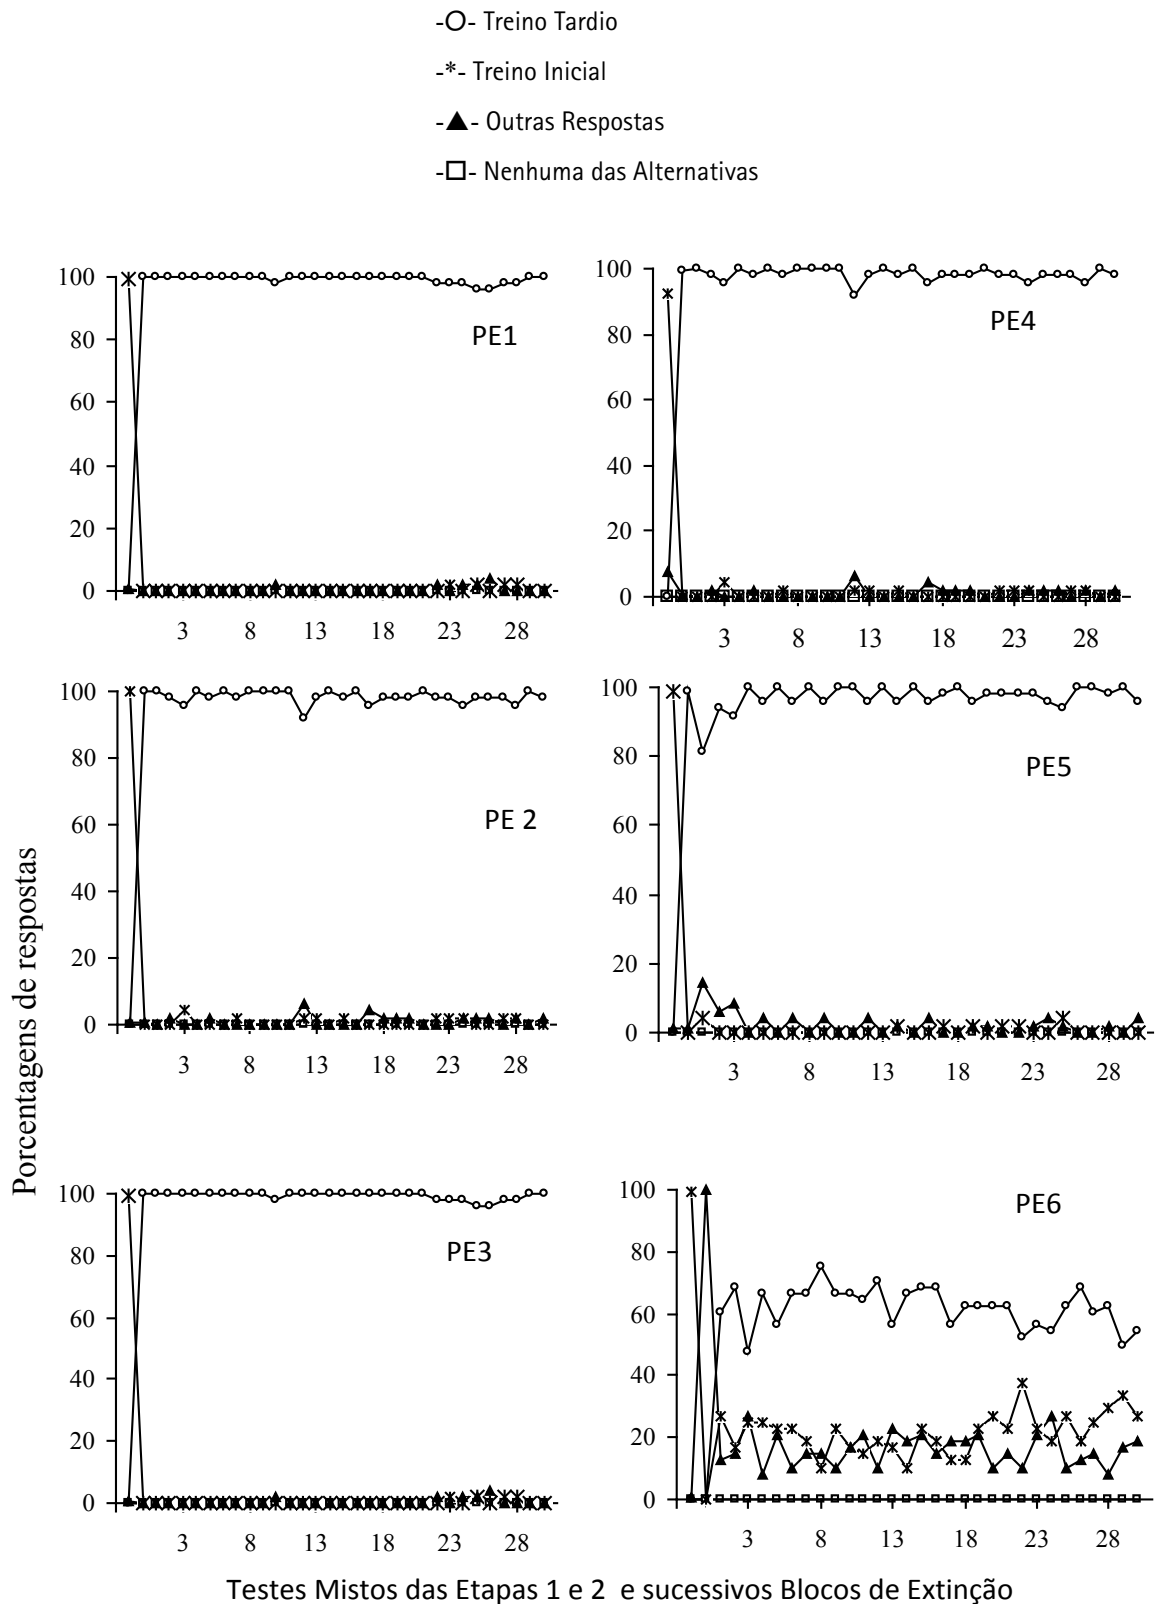 -O- Treino Tardio
-*- Treino Inicial
-▲- Outras Respostas
-□- Nenhuma das Alternativas
100
80
60
40
20
0
3 8 13 18 23 28
PE1
100
80
60
40
20
0
3 8 13 18 23 28
PE4
100
80
60
40
20
0
3 8 13 18 23 28
PE 2
100
80
60
40
20
0
3 8 13 18 23 28
PE5
100
80
60
40
20
0
3 8 13 18 23 28
PE3
100
80
60
40
20
0
3 8 13 18 23 28
PE6
Porcentagens de respostas
Testes Mistos das Etapas 1 e 2 e sucessivos Blocos de Extinção